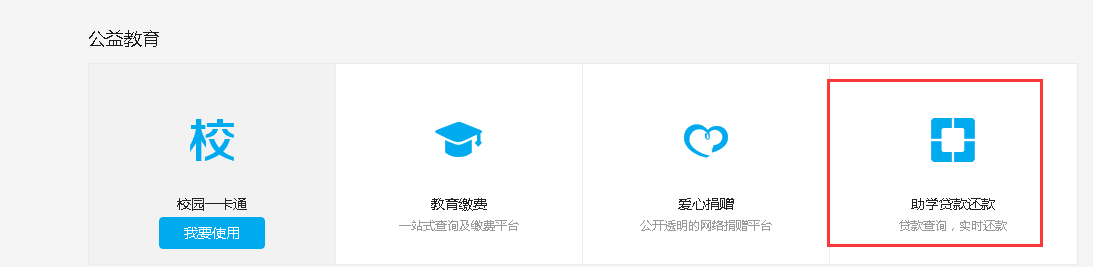 公益教育
校
校园一卡通
我要使用
教育缴费
一站式查询及缴费平台
爱心捐赠
公开透明的网络捐赠平台
助学贷款还款
贷款查询，实时还款